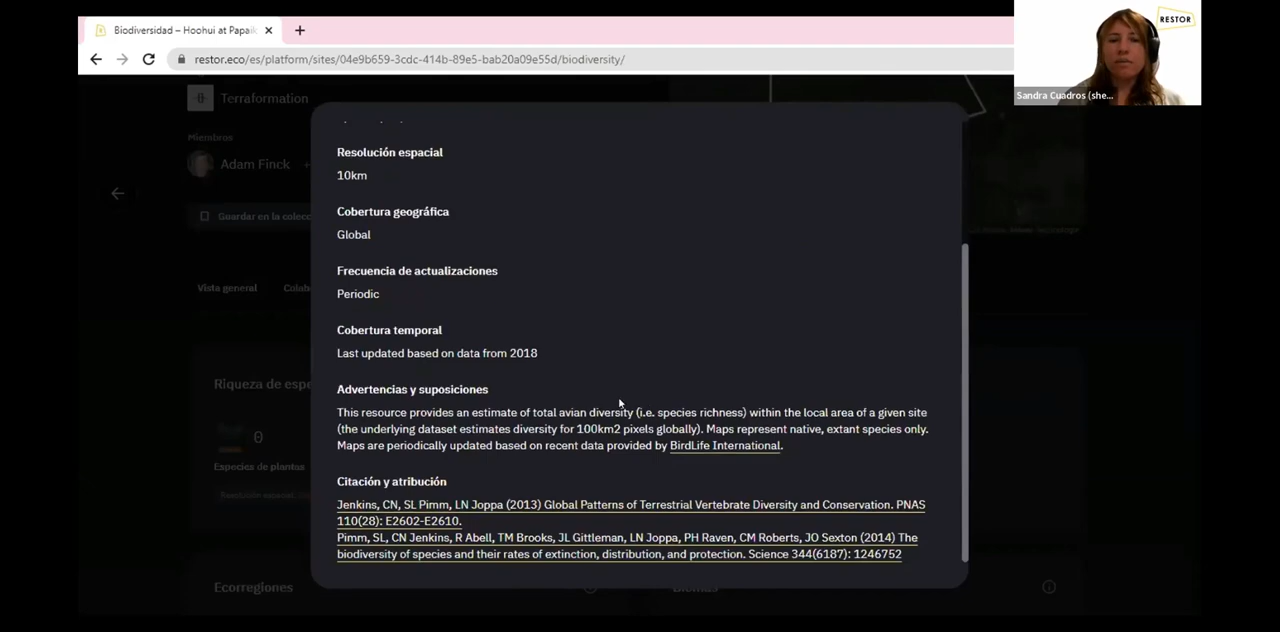 Biodiversidad – Hoohui at Papaik
RESTOR
restor.eco/es/platform/sites/04e9b659-3cdc-414b-89e5-bab20a09e55d/biodiversity/
Sandra Cuadros (she...
Terraformation
Miembros
Adam Finck
Guardar en la colecc
Vista general Colab
Riqueza de esp
0
Especies de plantas
Ecorregiones
Biomas
Resolución espacial
10km
Cobertura geográfica
Global
Frecuencia de actualizaciones
Periodic
Cobertura temporal
Last updated based on data from 2018
Advertencias y suposiciones
This resource provides an estimate of total avian diversity (i.e. species richness) within the local area of a given site
(the underlying dataset estimates diversity for 100km2 pixels globally). Maps represent native, extant species only.
Maps are periodically updated based on recent data provided by BirdLife International.
Citación y atribución
Jenkins, CN, SL Pimm, LN Joppa (2013) Global Patterns of Terrestrial Vertebrate Diversity and Conservation. PNAS
110(28): E2602-E2610.
Pimm, SL, CN Jenkins, R Abell, TM Brooks, JL Gittleman, LN Joppa, PH Raven, CM Roberts, JO Sexton (2014) The
biodiversity of species and their rates of extinction, distribution, and protection. Science 344(6187): 1246752